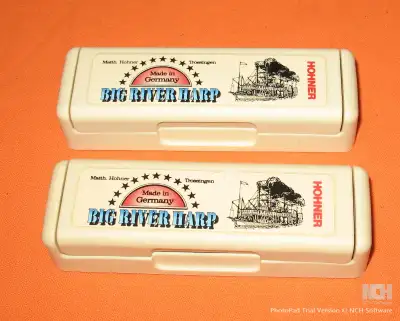 Matth. Hohner Trossingen
Made in
Germany
BIG RIVER HARP
HOHNER
Matth. Hohner Trossingen
Made in
Germany
BIG RIVER HARP
HOHNER
NCH
PhotoPad Trial Version (C) NCH Software